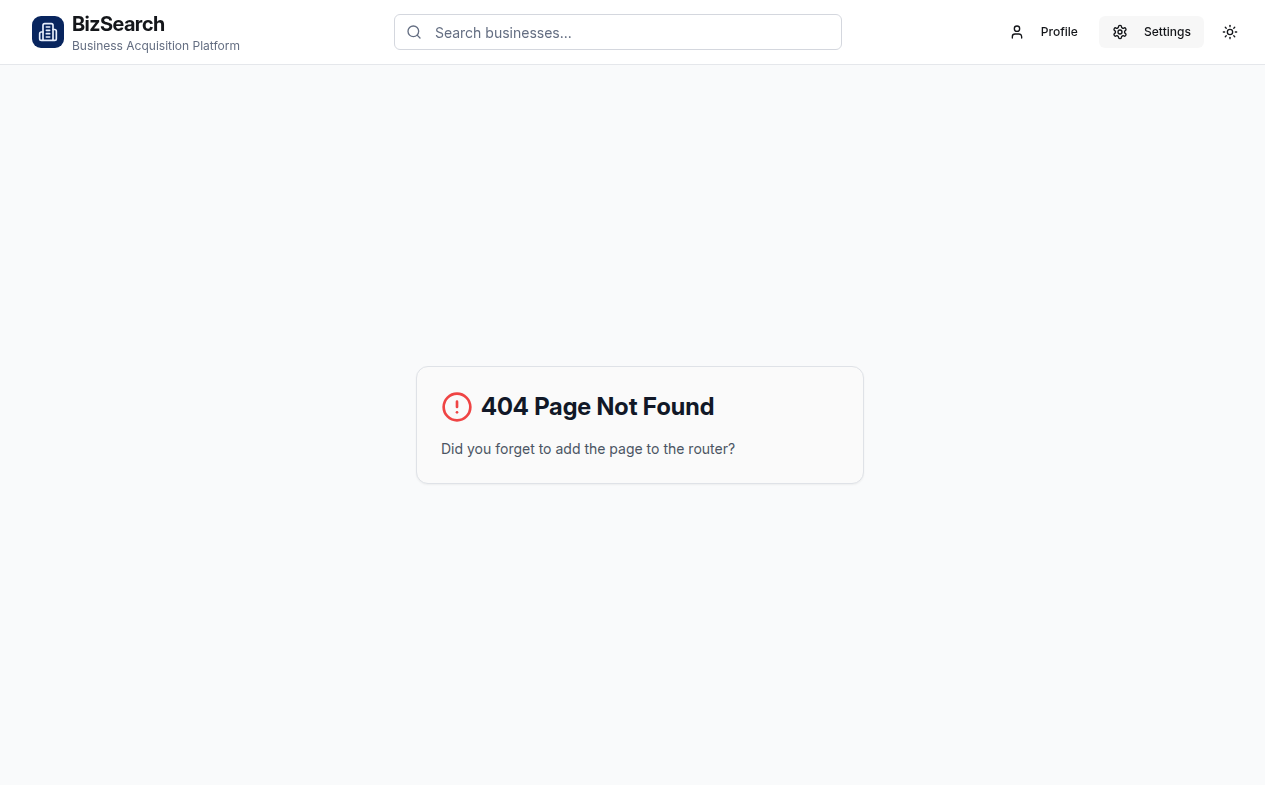 BizSearch
Business Acquisition Platform
Search businesses...
Profile
Settings
404 Page Not Found
Did you forget to add the page to the router?